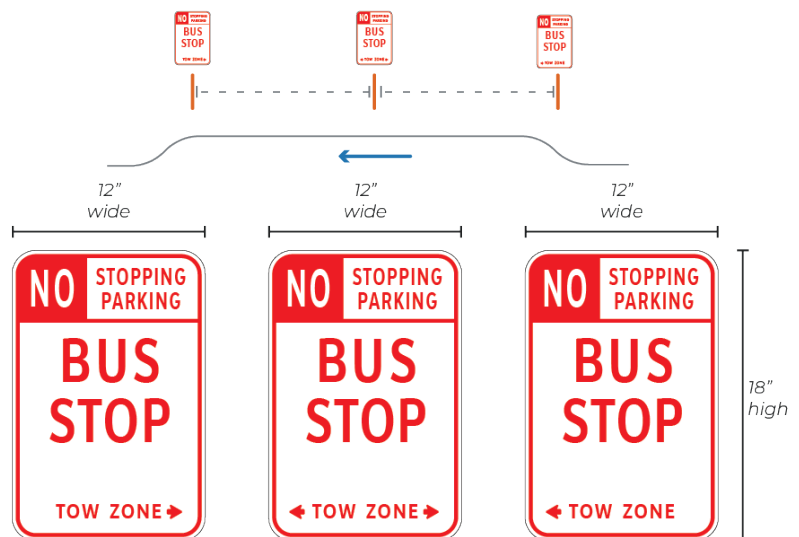 NO STOPPING
PARKING
BUS
STOP
TOW ZONE
NO STOPPING
PARKING
BUS
STOP
TOW ZONE
NO STOPPING
PARKING
BUS
STOP
TOW ZONE
12”
wide
12”
wide
12”
wide
NO STOPPING
PARKING
BUS
STOP
TOW ZONE
NO STOPPING
PARKING
BUS
STOP
TOW ZONE
NO STOPPING
PARKING
BUS
STOP
TOW ZONE
18”
high